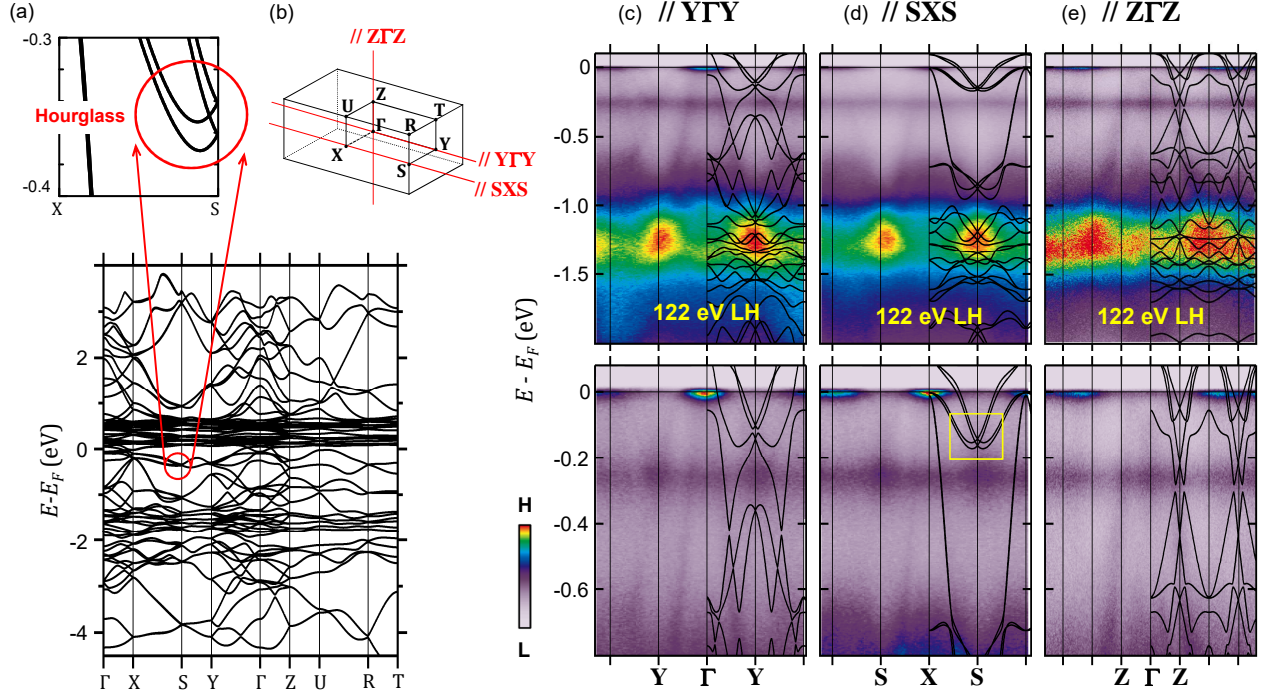 (a)
-0.3
Hourglass
-0.4
X S
(b)
// ZΓZ
U Z T
R Γ Y
X S
// YΓY
// SXS
E-E_F (eV)
2
0
-2
-4
Γ X S Y Γ Z U R T
(c) // YΓY
(d) // SXS
(e) // ZΓZ
E - E_F (eV)
0
-0.5
-1.0
-1.5
122 eV LH
122 eV LH
122 eV LH
0
-0.2
-0.4
-0.6
H
L
Y Γ Y
S X S
Z Γ Z